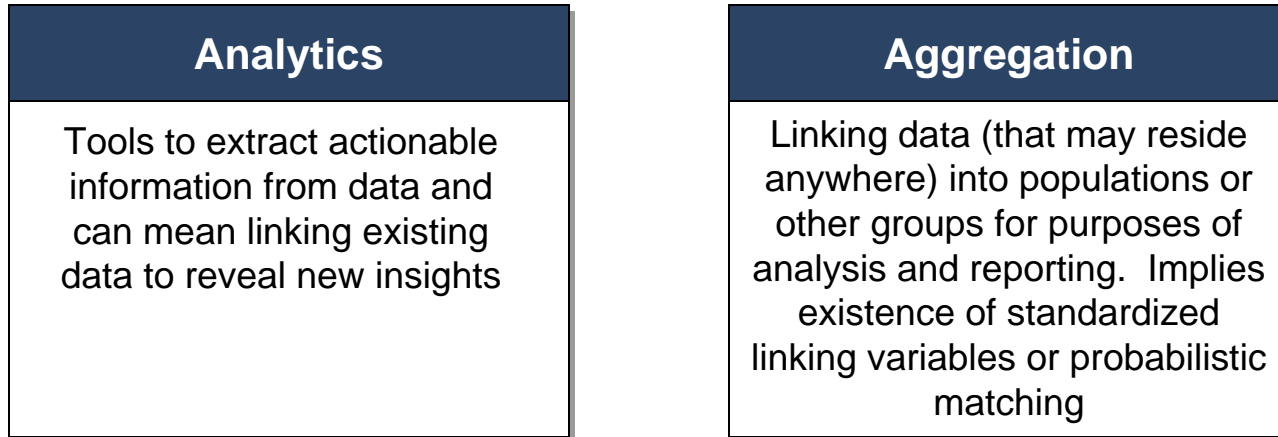 Analytics
Tools to extract actionable
information from data and
can mean linking existing
data to reveal new insights
Aggregation
Linking data (that may reside
anywhere) into populations or
other groups for purposes of
analysis and reporting.  Implies
existence of standardized
linking variables or probabilistic
matching